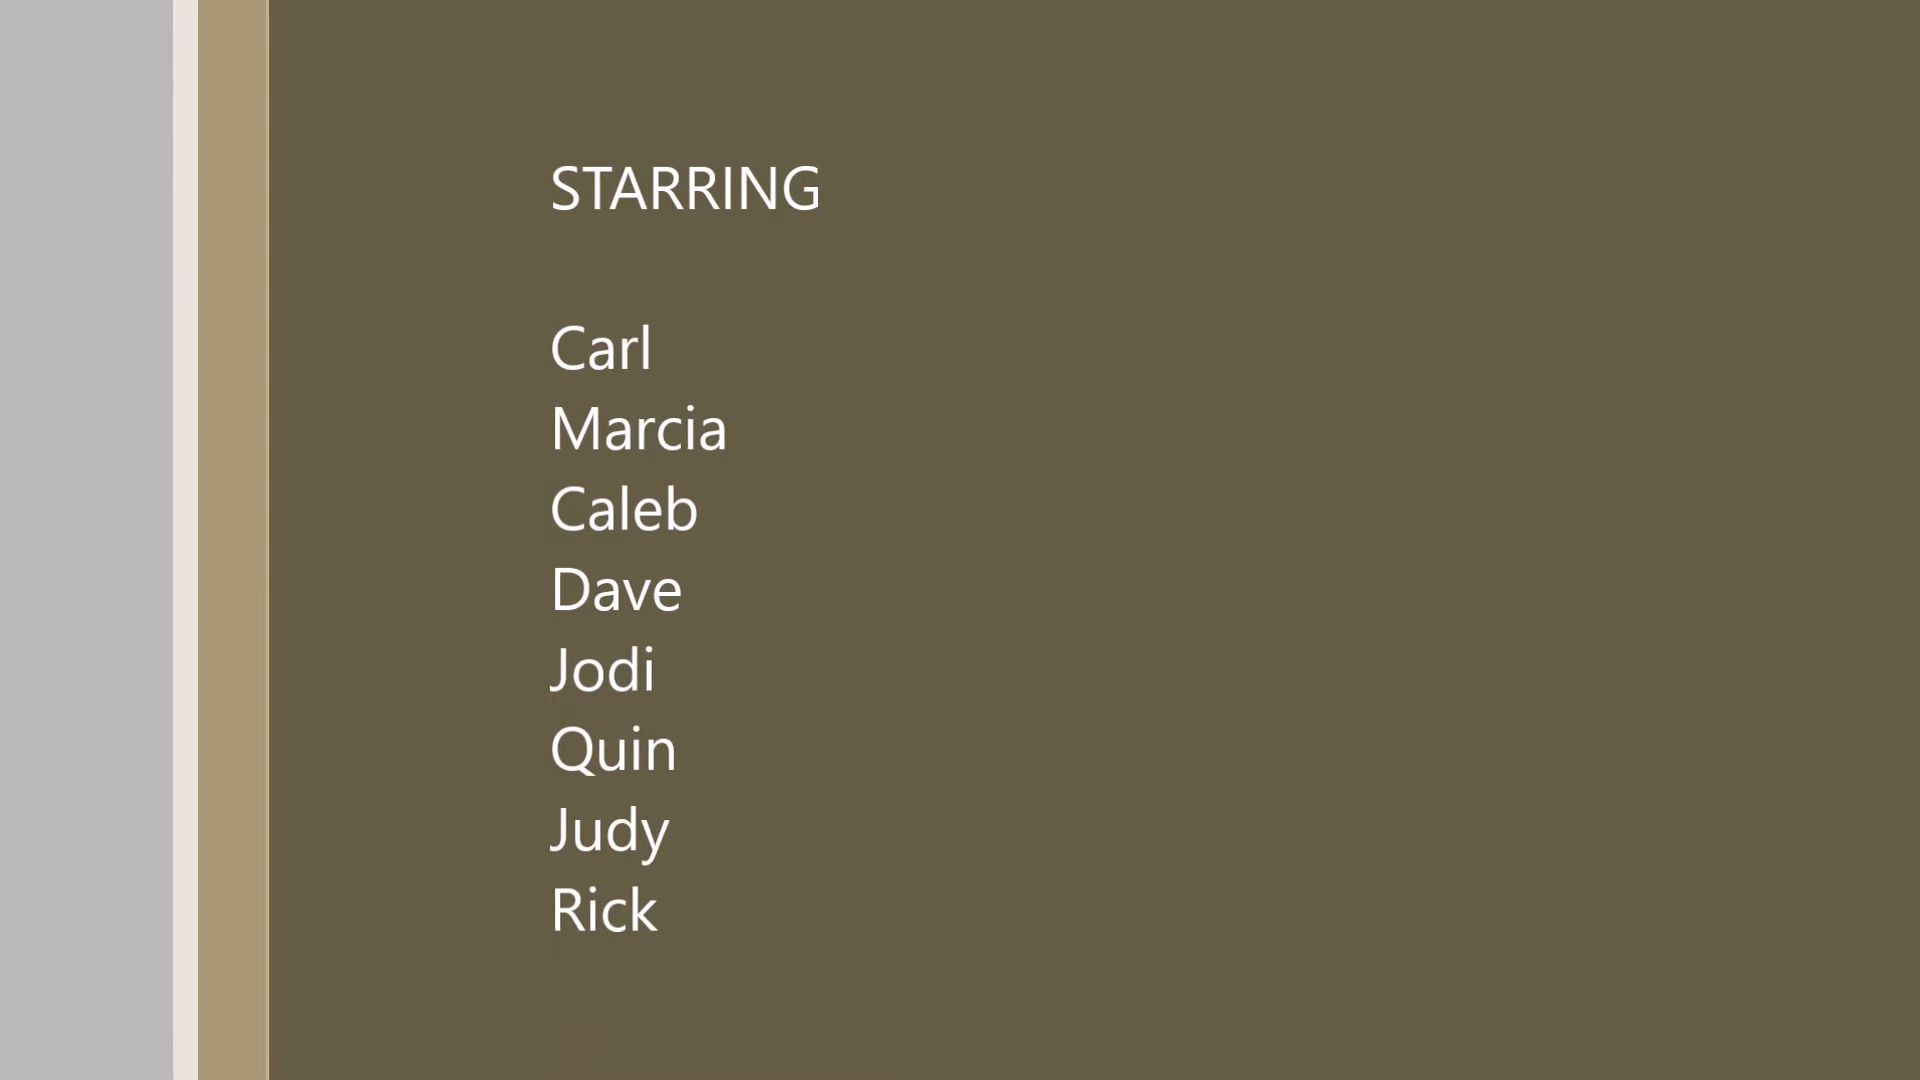 STARRING
Carl
Marcia
Caleb
Dave
Jodi
Quin
Judy
Rick